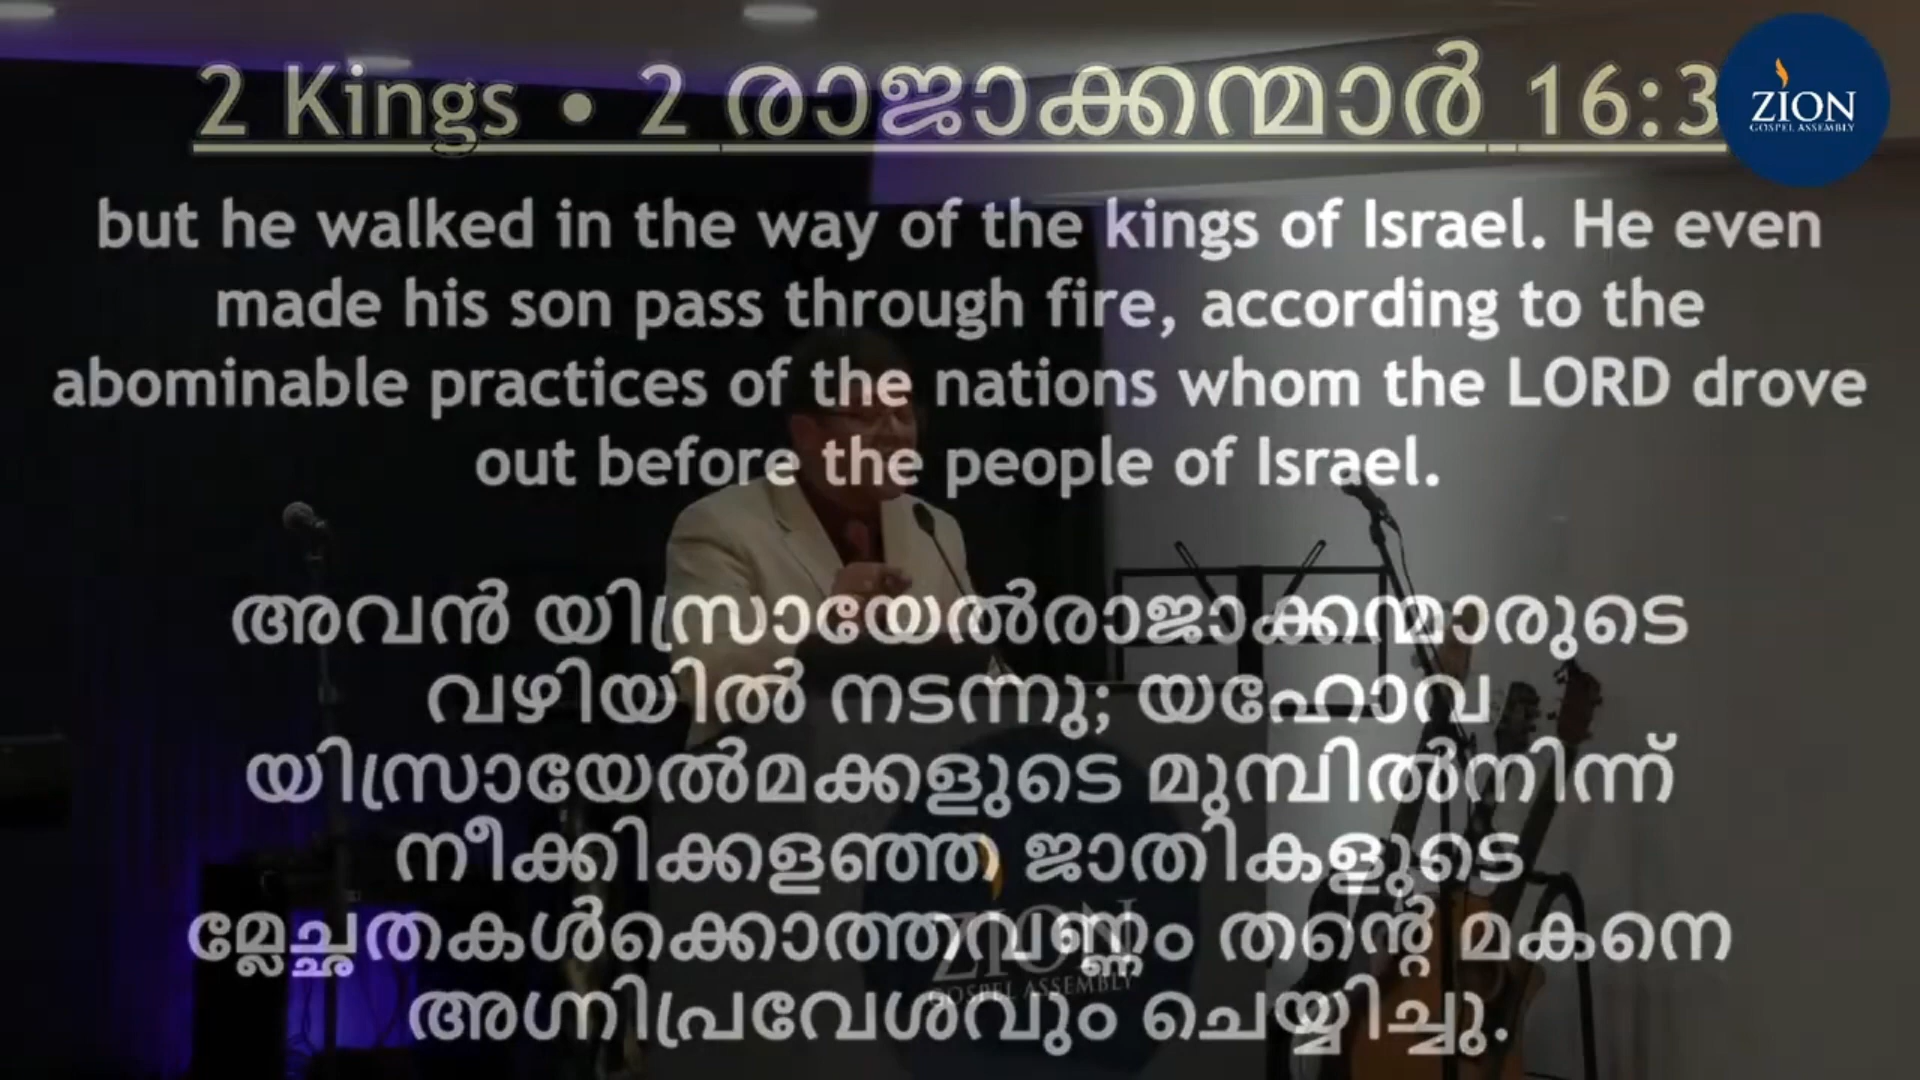 2 Kings • 2 രാജാക്കന്മാർ 16:3
ZION
GOSPEL ASSEMBLY
but he walked in the way of the kings of Israel. He even
made his son pass through fire, according to the
abominable practices of the nations whom the LORD drove
out before the people of Israel.
അവൻ യിസ്രായേൽരാജാക്കന്മാരുടെ
വഴിയിൽ നടന്നു; യഹോവ
യിസ്രായേൽമക്കളുടെ മുമ്പിൽനിന്ന്
നീക്കിക്കളഞ്ഞ ജാതികളുടെ
മ്ലേച്ഛതകൾക്കൊത്തവണ്ണം തന്റെ മകനെ
അഗ്നിപ്രവേശവും ചെയ്യിച്ചു.
ZION
GOSPEL ASSEMBLY